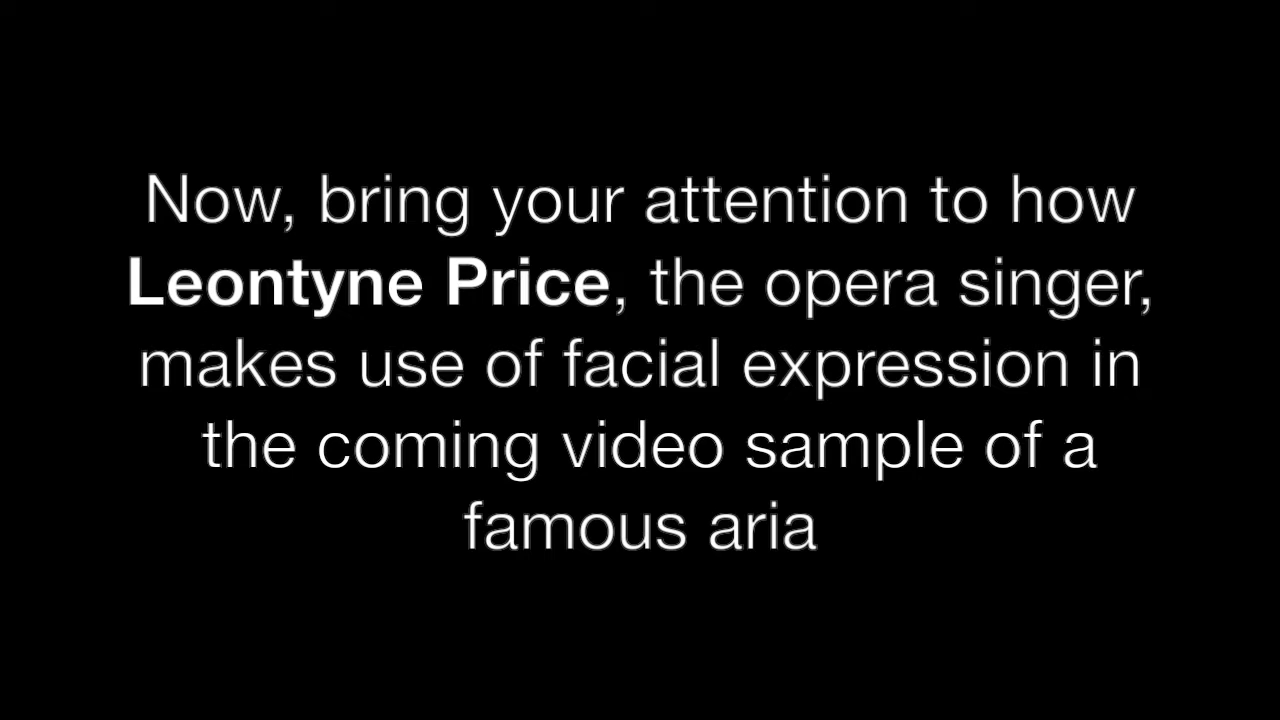 Now, bring your attention to how
Leontyne Price, the opera singer,
makes use of facial expression in
the coming video sample of a
famous aria